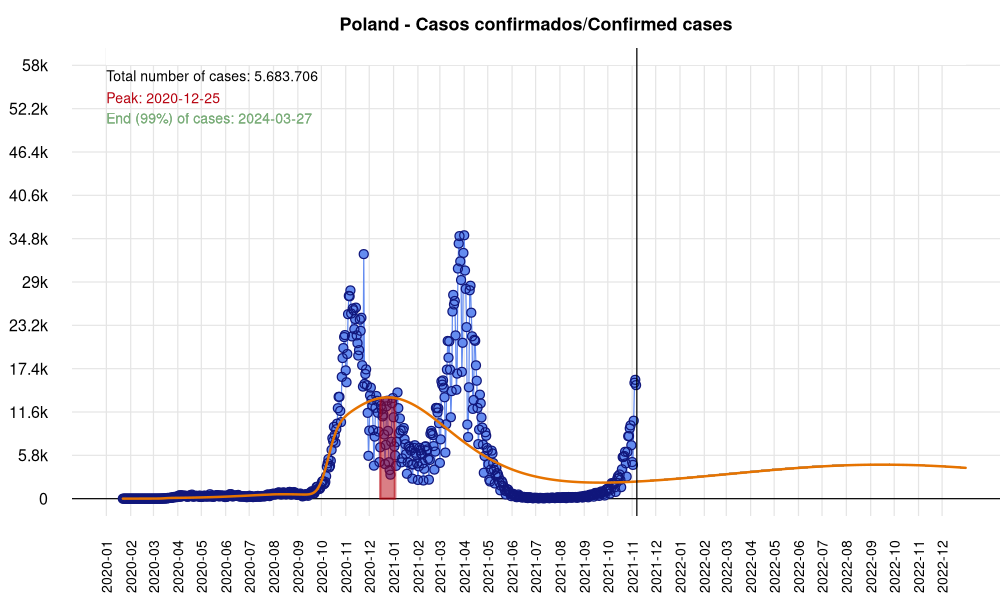 Poland - Casos confirmados/Confirmed cases
Total number of cases: 5.683.706
Peak: 2020-12-25
End (99%) of cases: 2024-03-27
58k
52.2k
46.4k
40.6k
34.8k
29k
23.2k
17.4k
11.6k
5.8k
0
2020-01
2020-02
2020-03
2020-04
2020-05
2020-06
2020-07
2020-08
2020-09
2020-10
2020-11
2020-12
2021-01
2021-02
2021-03
2021-04
2021-05
2021-06
2021-07
2021-08
2021-09
2021-10
2021-11
2021-12
2022-01
2022-02
2022-03
2022-04
2022-05
2022-06
2022-07
2022-08
2022-09
2022-10
2022-11
2022-12